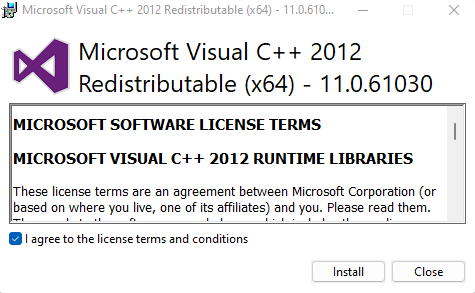 Microsoft Visual C++ 2012 Redistributable (x64) - 11.0.610...
Microsoft Visual C++ 2012
Redistributable (x64) - 11.0.61030
MICROSOFT SOFTWARE LICENSE TERMS
MICROSOFT VISUAL C++ 2012 RUNTIME LIBRARIES
These license terms are an agreement between Microsoft Corporation (or
based on where you live, one of its affiliates) and you. Please read them.
I agree to the license terms and conditions
Install
Close